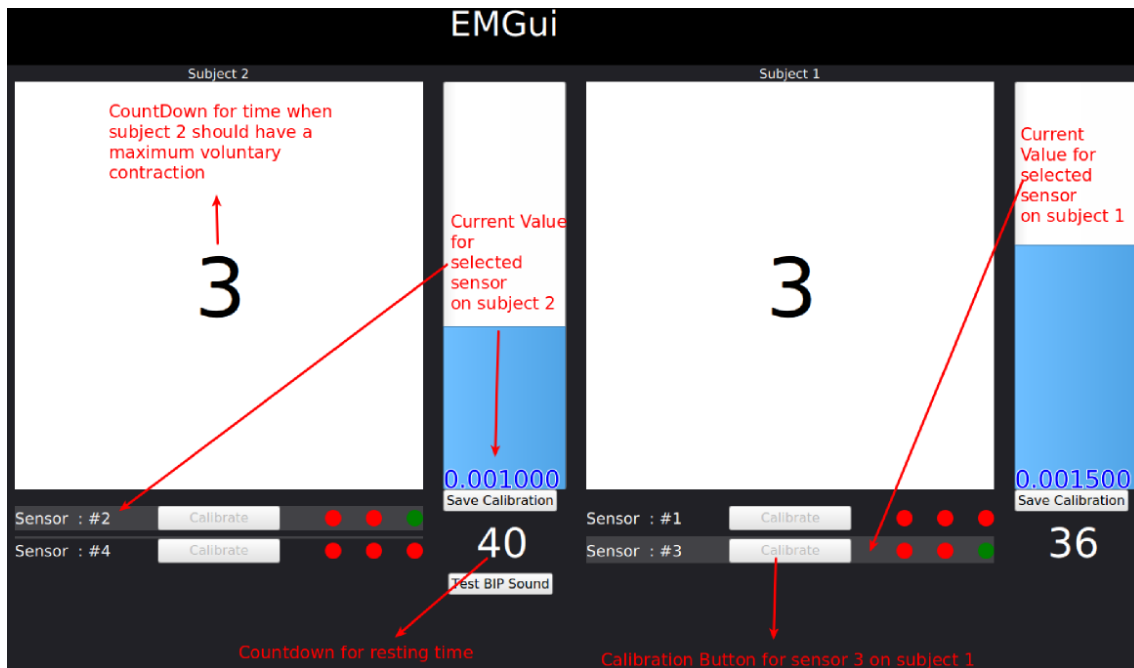 EMGui
Subject 2
Subject 1
CountDown for time when
subject 2 should have a
maximum voluntary
contraction
3
Current Value
for
selected
sensor
on subject 2
0.001000
Save Calibration
3
Current
Value for
selected
sensor
on subject 1
0.001500
Save Calibration
Sensor : #2
Calibrate
Sensor : #4
Calibrate
40
Test BIP Sound
Sensor : #1
Calibrate
Sensor : #3
Calibrate
36
Countdown for resting time
Calibration Button for sensor 3 on subject 1